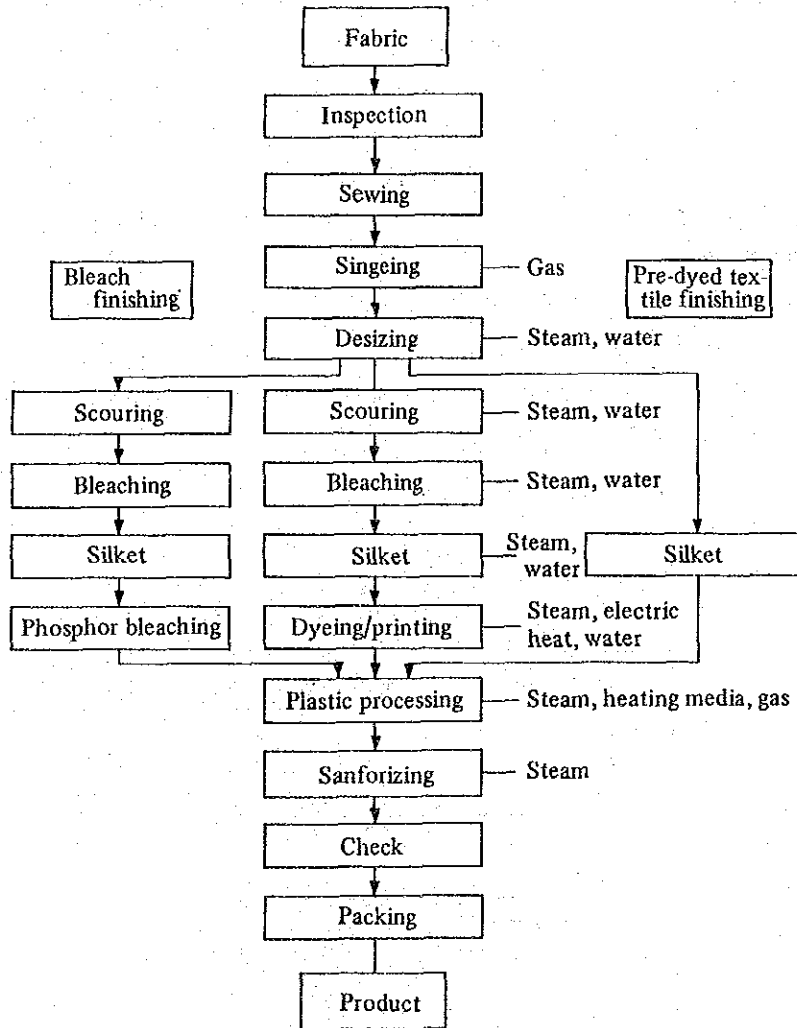 Fabric
Inspection
Sewing
Singeing
Gas
Bleach
finishing
Pre-dyed tex-
tile finishing
Desizing
Steam, water
Scouring
Scouring
Steam, water
Bleaching
Bleaching
Steam, water
Silket
Silket
Steam,
water
Silket
Phosphor bleaching
Dyeing/printing
Steam, electric
heat, water
Plastic processing
Steam, heating media, gas
Sanforizing
Steam
Check
Packing
Product